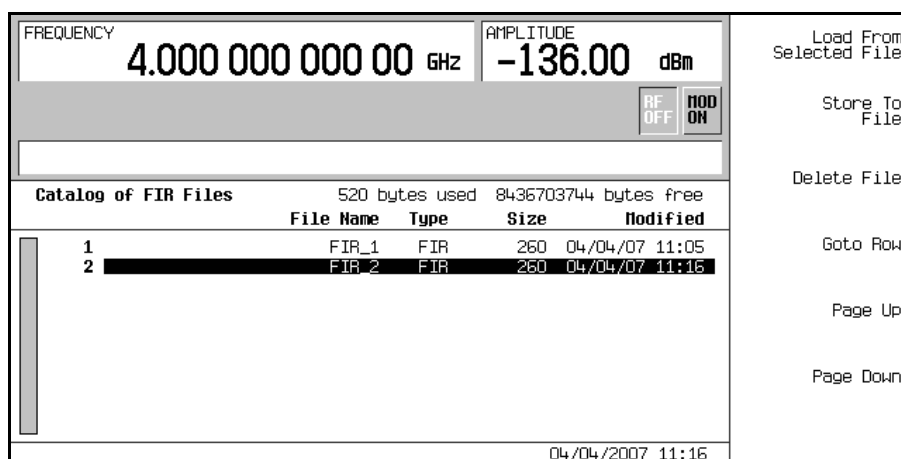 FREQUENCY
4.000 000 000 00 GHz
AMPLITUDE
-136.00 dBm
RF OFF
MOD ON
Catalog of FIR Files 520 bytes used 8436703744 bytes free
File Name Type Size Modified
1 FIR_1 FIR 260 04/04/07 11:05
2 FIR_2 FIR 260 04/04/07 11:16
04/04/2007 11:16
Load From
Selected File
Store To
File
Delete File
Goto Row
Page Up
Page Down